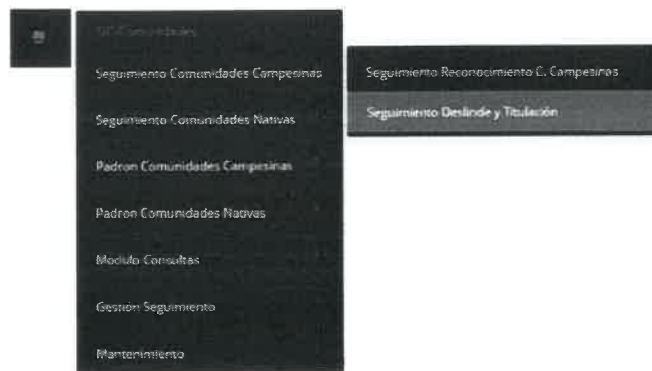 Seguimiento Comunidades Campesinas
Seguimiento Comunidades Nativas
Padron Comunidades Campesinas
Padron Comunidades Nativas
Modulo Consultas
Gestión Seguimiento
Mantenimiento
Seguimiento Reconocimiento C. Campesinas
Seguimiento Deslinde y Titulación